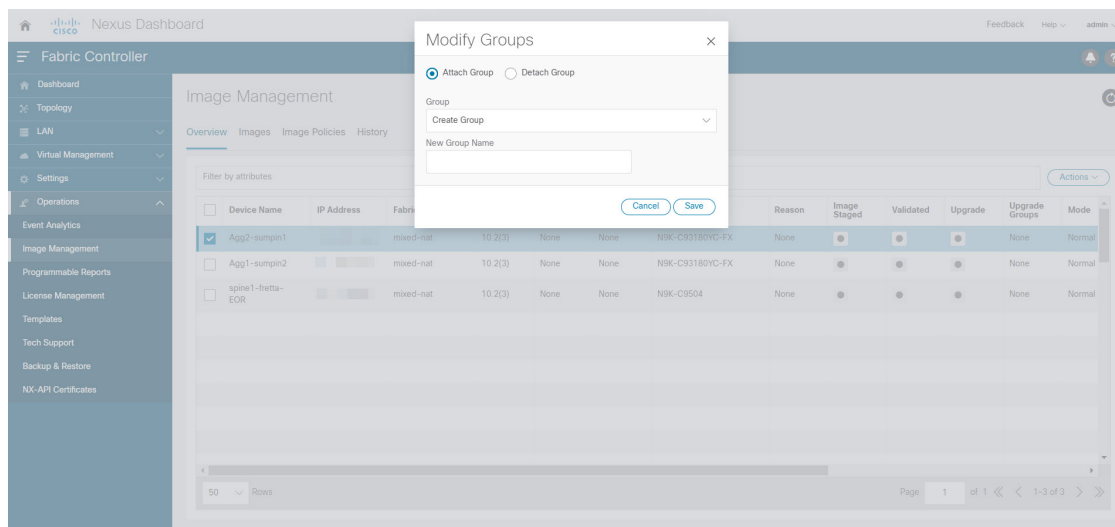 CISCO Nexus Dashboard
Feedback Help admin
Fabric Controller
Dashboard
Topology
LAN
Virtual Management
Settings
Operations
Event Analytics
Image Management
Programmable Reports
License Management
Templates
Tech Support
Backup & Restore
NX-API Certificates
Image Management
Overview Images Image Policies History
Filter by attributes
Actions
Modify Groups
Attach Group Detach Group
Group
Create Group
New Group Name
Cancel Save
Device Name IP Address Reason Image Staged Validated Upgrade Upgrade Groups Mode
Agg2-sumpin1 mixed-nat 10.2(3) None None N9K-C93180YC-FX None None Normal
Agg1-sumpin2 mixed-nat 10.2(3) None None N9K-C93180YC-FX None None Normal
spine1-fretta-EOR mixed-nat 10.2(3) None None N9K-C9504 None None Normal
50 Rows
Page 1 of 1 1-3 of 3